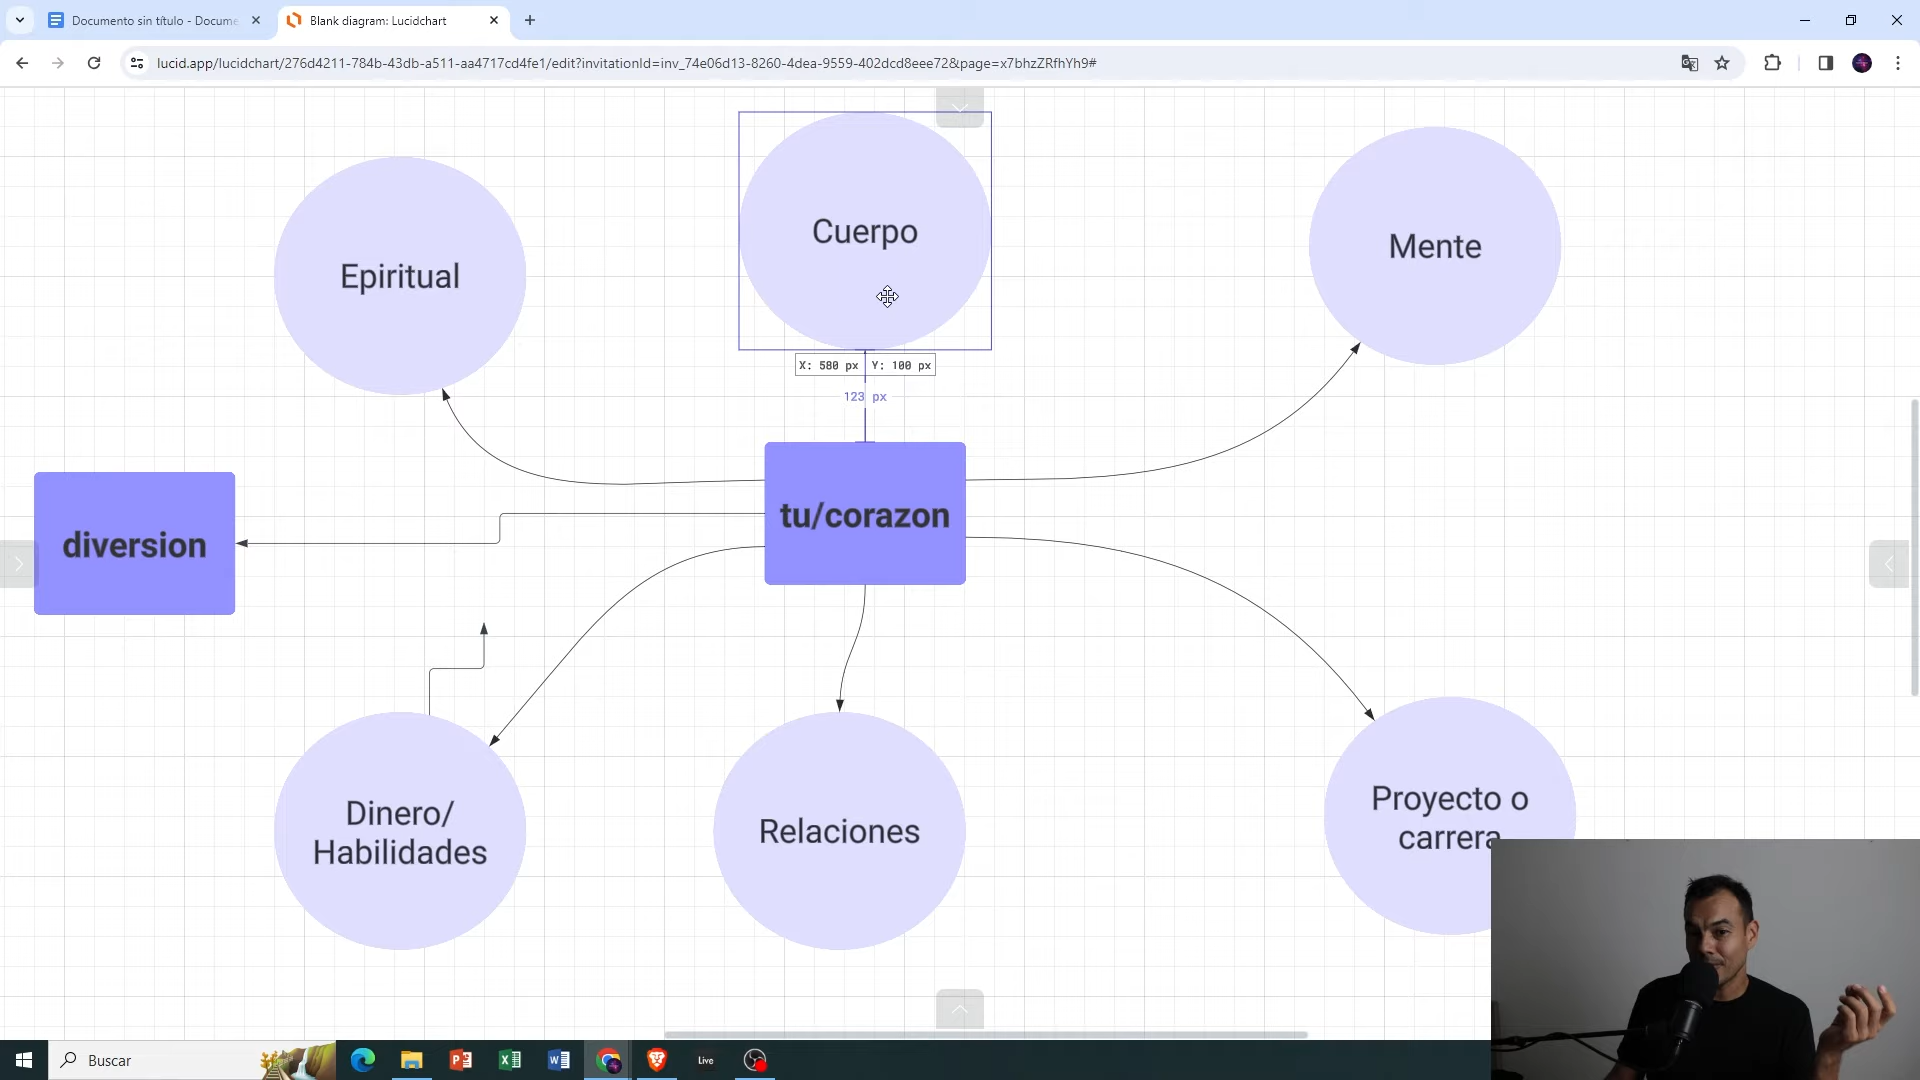 Documento sin título - Docume
Blank diagram: Lucidchart
lucid.app/lucidchart/276d4211-784b-43db-a511-aa4717cd4fe1/edit?invitationId=inv_74e06d13-8260-4dea-9559-402dcd8eee72&page=x7bhzZRfhYh9#
Cuerpo
Mente
Epiritual
X: 580 px Y: 100 px
123 px
tu/corazon
diversion
Dinero/
Habilidades
Relaciones
Proyecto o
carrera
Buscar
Live